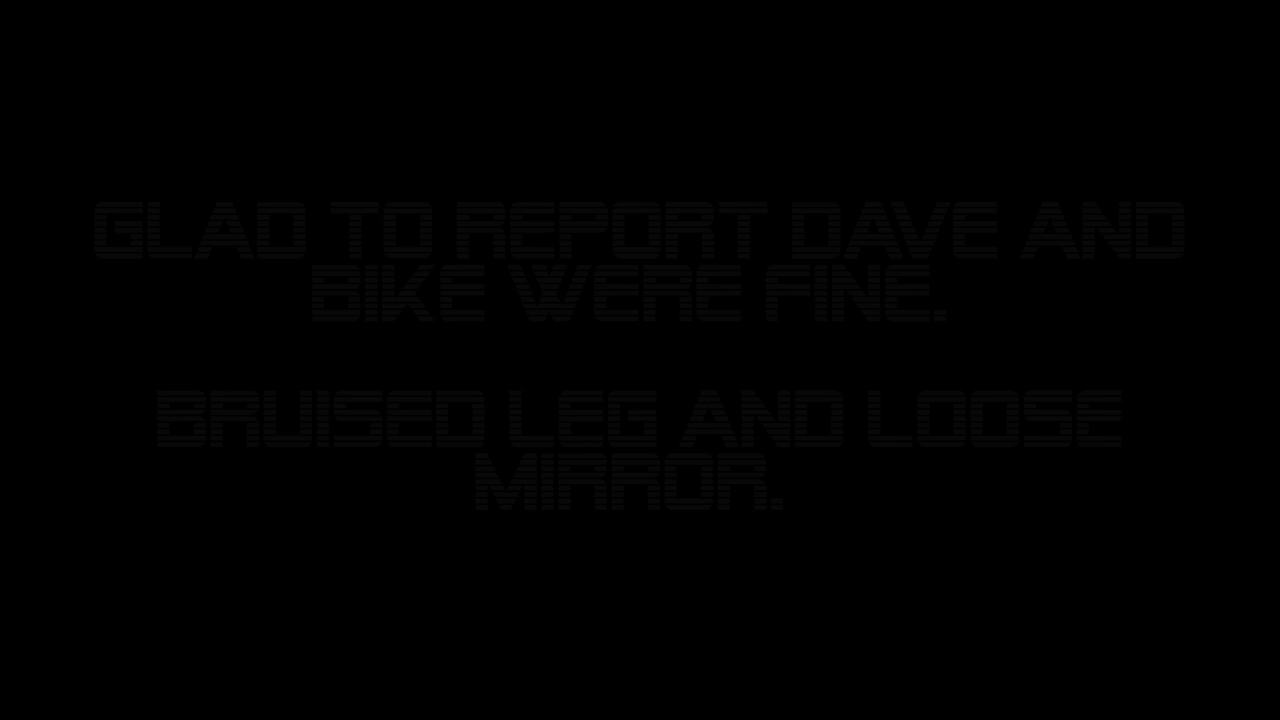 GLAD TO REPORT DAVE AND
BIKE WERE FINE.
BRUISED LEG AND LOOSE
MIRROR.